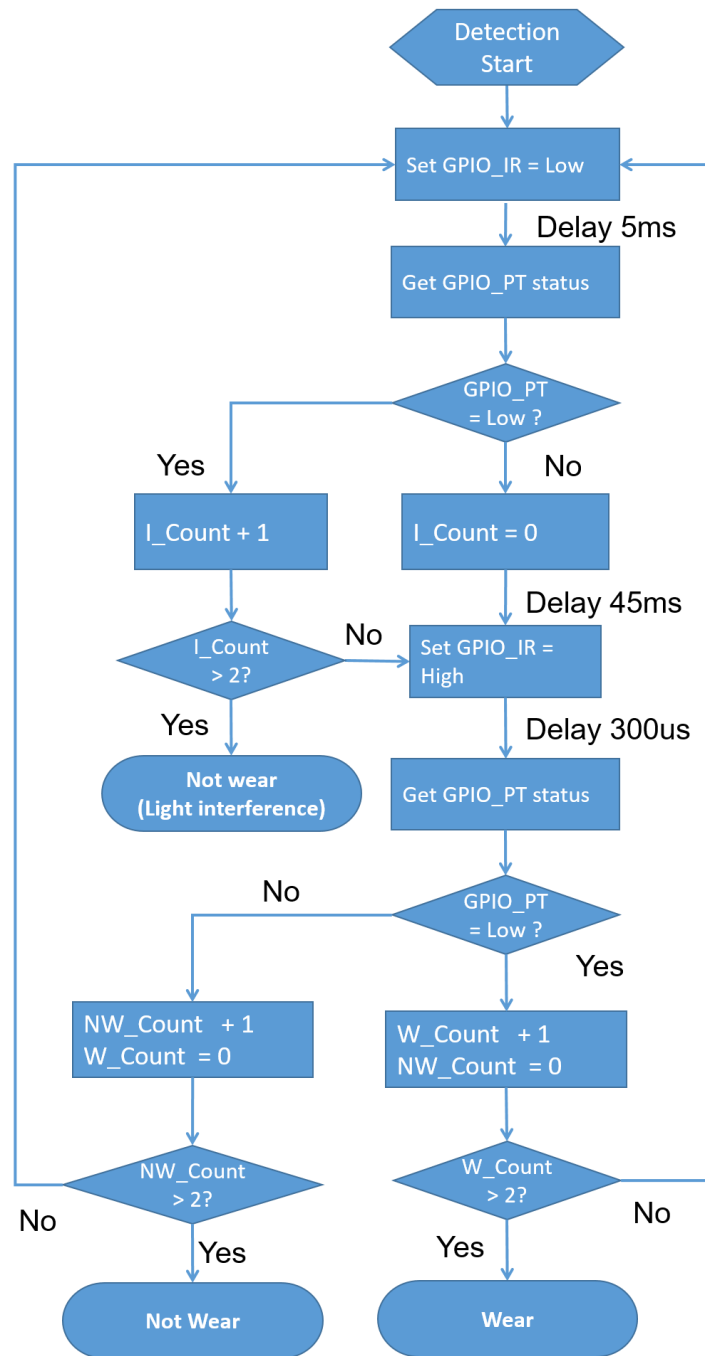 Detection
Start
Set GPIO_IR = Low
Delay 5ms
Get GPIO_PT status
GPIO_PT
= Low ?
Yes
No
I_Count + 1
I_Count = 0
Delay 45ms
I_Count
> 2?
No
Set GPIO_IR =
High
Yes
Delay 300us
Not wear
(Light interference)
Get GPIO_PT status
GPIO_PT
= Low ?
No
Yes
NW_Count + 1
W_Count = 0
W_Count + 1
NW_Count = 0
NW_Count
> 2?
W_Count
> 2?
No
Yes
Yes
No
Not Wear
Wear